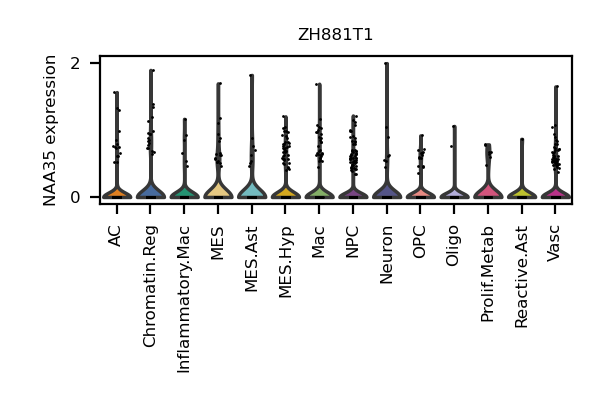 ZH881T1
NAA35 expression
2
0
AC
Chromatin.Reg
Inflammatory.Mac
MES
MES.Ast
MES.Hyp
Mac
NPC
Neuron
OPC
Oligo
Prolif.Metab
Reactive.Ast
Vasc